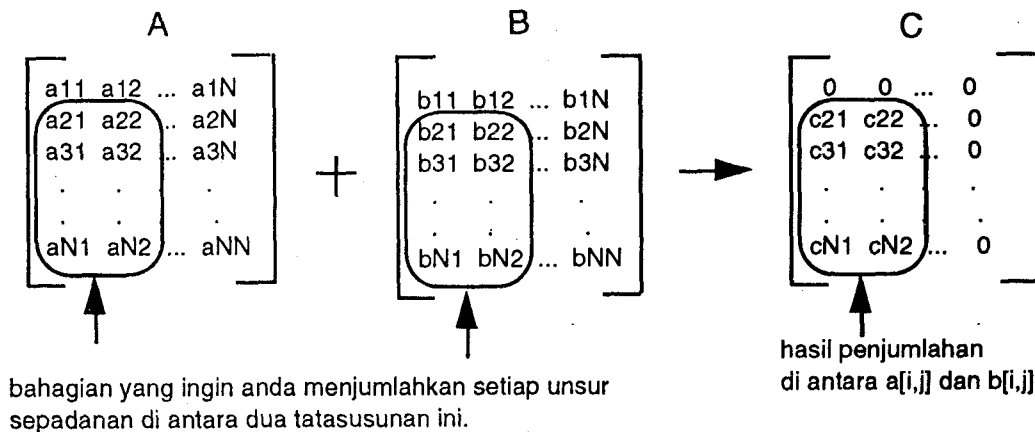 A B C
a11 a12 ... a1N
a21 a22 .. a2N
a31 a32 ... a3N
. . .
. . .
aN1 aN2 ... aNN
+
b11 b12 ... b1N
b21 b22 ... b2N
b31 b32 ... b3N
. . .
. . .
bN1 bN2 ... bNN
0 0 ... 0
c21 c22 ... 0
c31 c32 ... 0
. . .
. . .
cN1 cN2 ... 0
bahagian yang ingin anda menjumlahkan setiap unsur
sepadanan di antara dua tatasusunan ini.
hasil penjumlahan
di antara a[i,j] dan b[i,j]